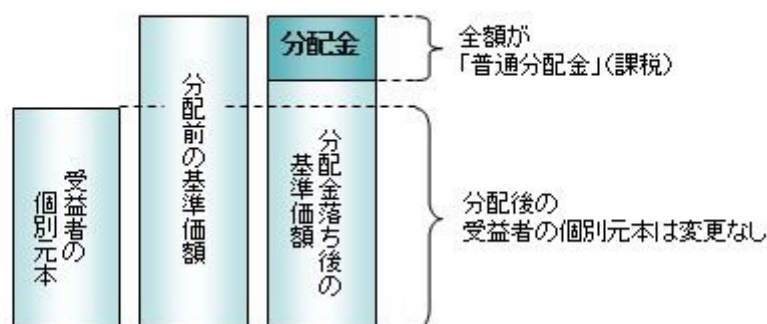 受益者の
個別元本
分配前の基準価額
分配金
分配金落ち後の
基準価額
全額が
「普通分配金」(課税)
分配後の
受益者の個別元本は変更なし